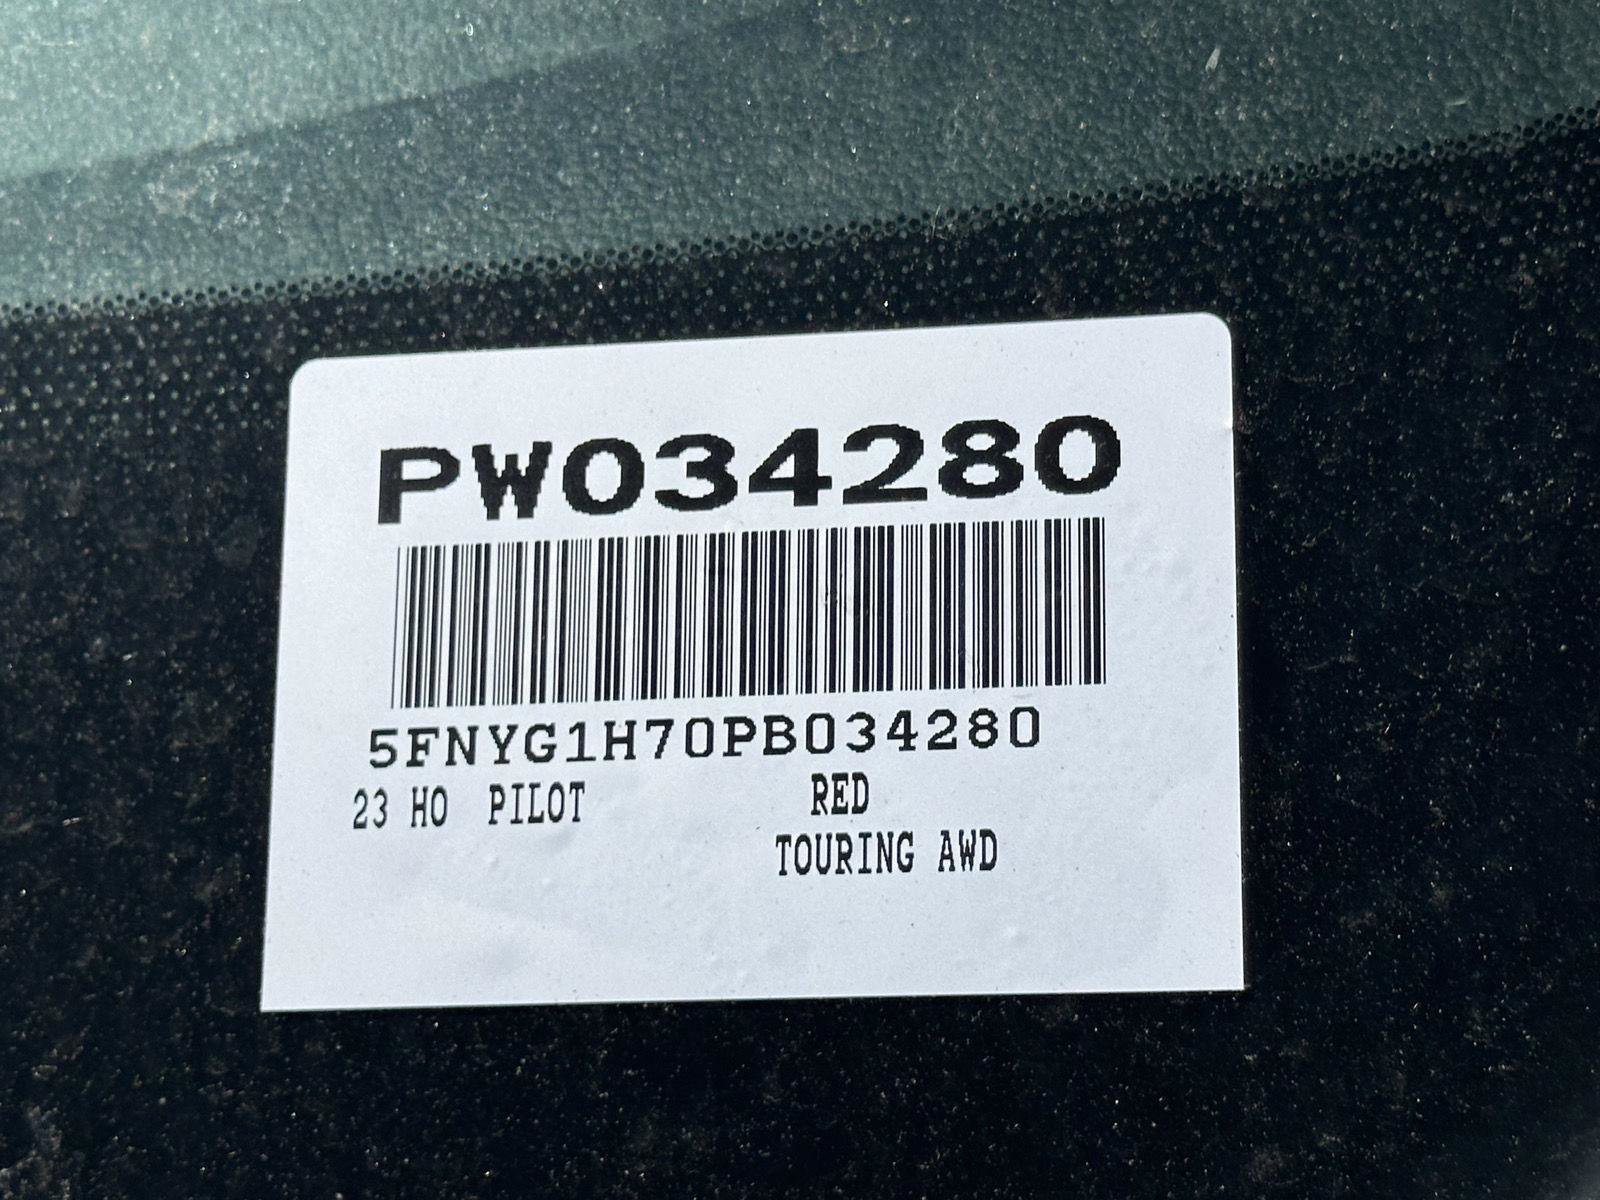 PW034280
5FNYG1H70PB034280
23 HO PILOT RED
TOURING AWD